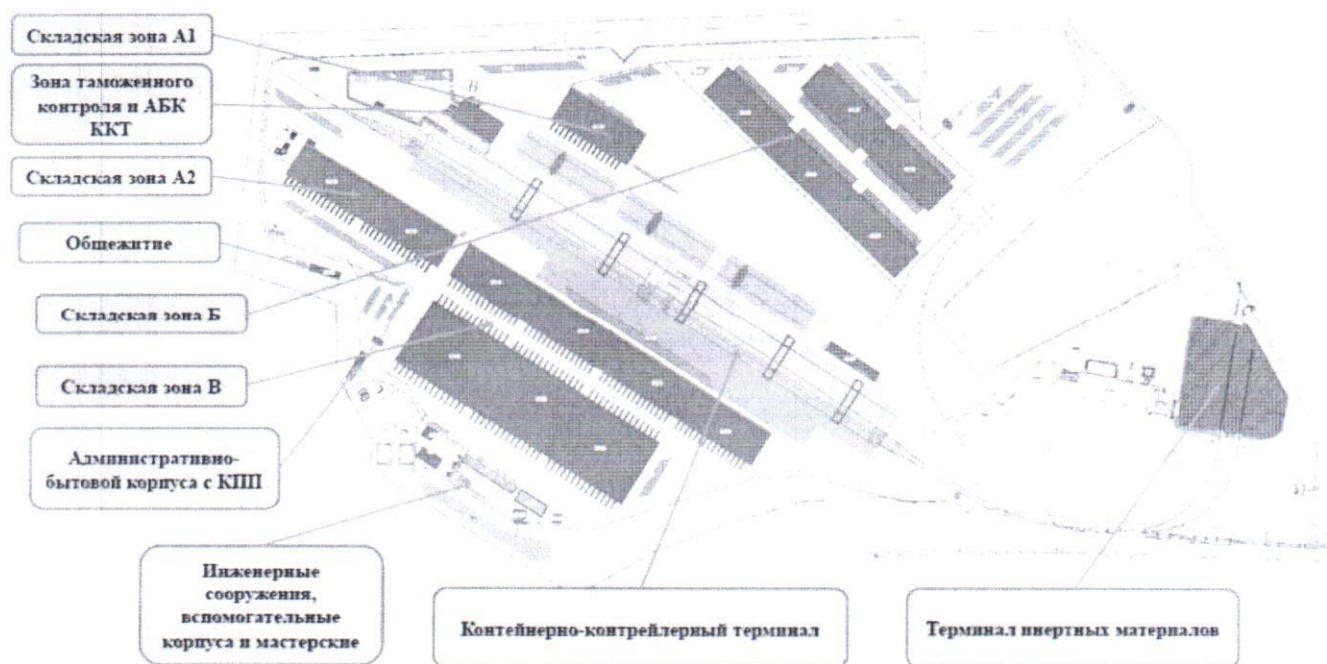 Складская зона А1
Зона таможенного
контроля и АБК
ККТ
Складская зона А2
Общежитие
Складская зона Б
Складская зона В
Административно-
бытовой корпуса с КПП
Инженерные
сооружения,
вспомогательные
корпуса и мастерские
Контейнерно-контрейлерный терминал
Терминал инертных материалов